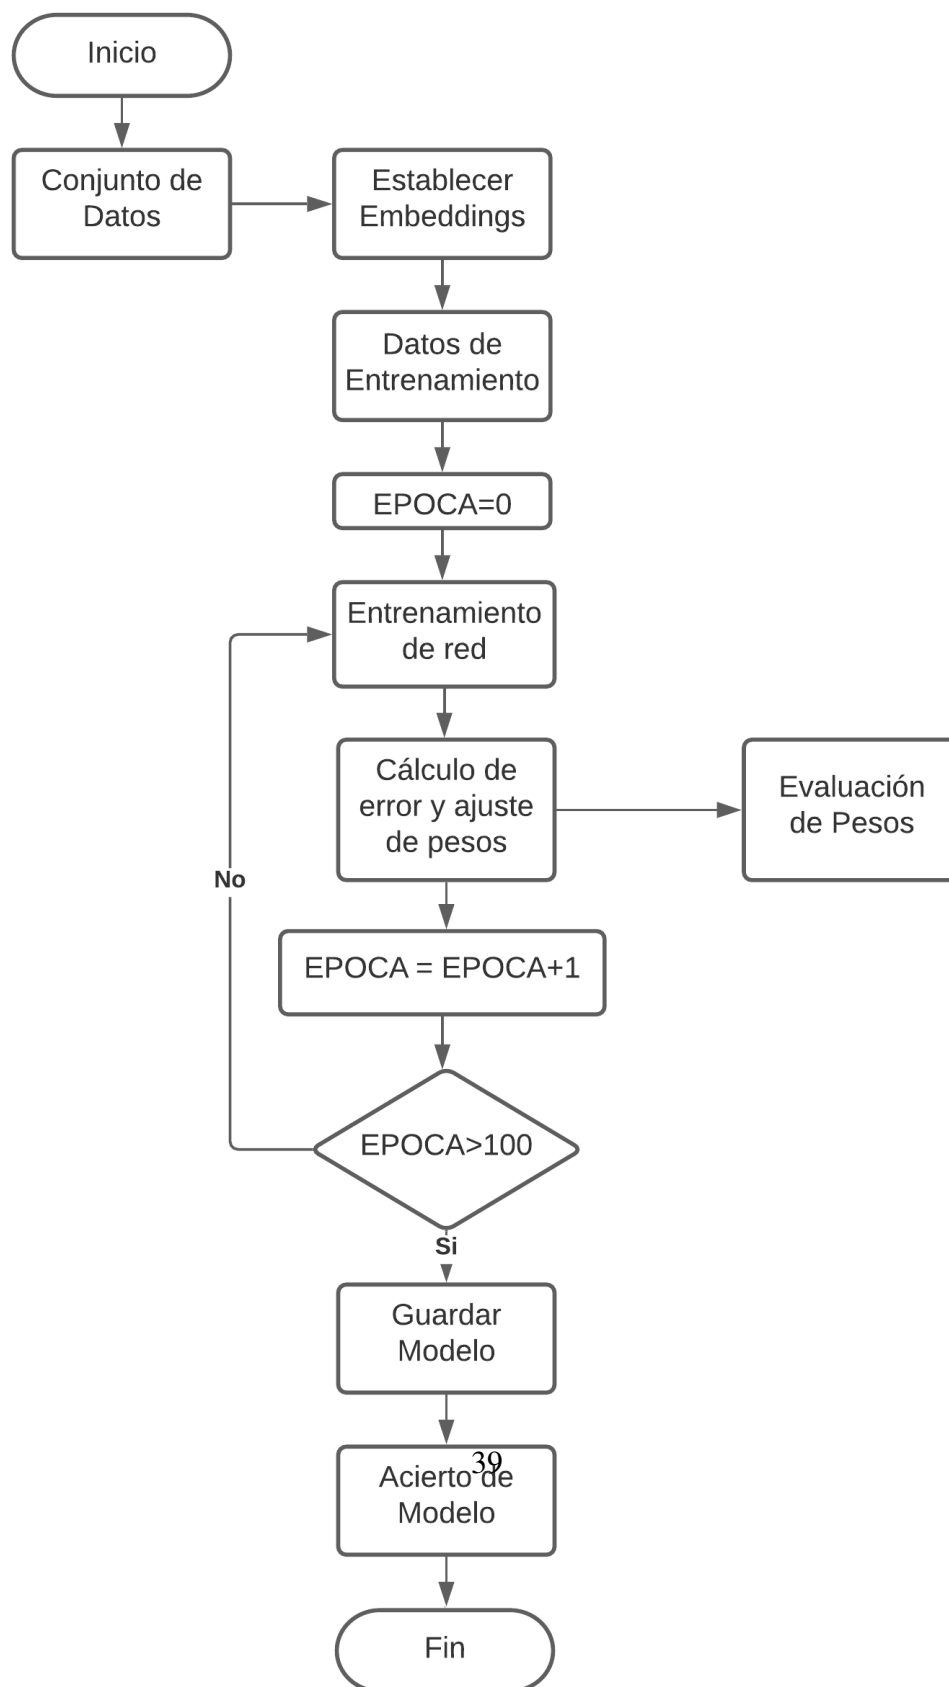 Inicio
Conjunto de
Datos
Establecer
Embeddings
Datos de
Entrenamiento
EPOCA=0
Entrenamiento
de red
Cálculo de
error y ajuste
de pesos
Evaluación
de Pesos
No
EPOCA = EPOCA+1
EPOCA>100
Si
Guardar
Modelo
39
Acierto de
Modelo
Fin